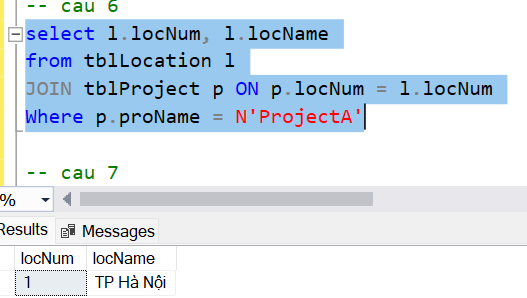 -- cau 6
select l.locNum, l.locName
from tblLocation l
JOIN tblProject p ON p.locNum = l.locNum
Where p.proName = N'ProjectA'
-- cau 7
%
Results Messages
locNum locName
1 TP Hà Nội